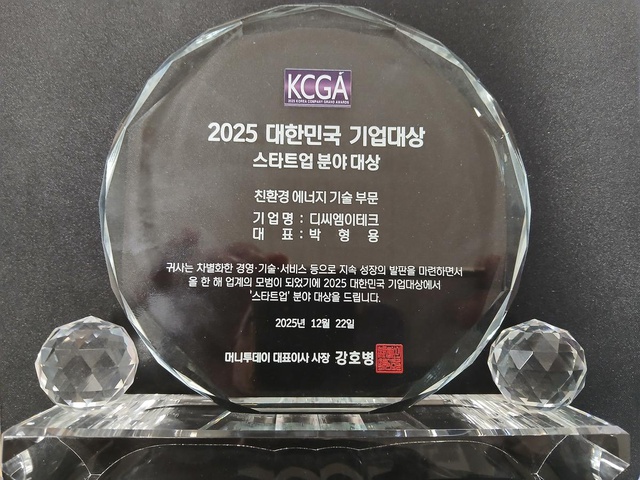 KCGÁ
2025 KOREA COMPANY GRAND AWARDS
2025 대한민국 기업대상
스타트업 분야 대상
친환경 에너지 기술 부문
기업명 : 디씨엠이테크
대 표 : 박 형 용
귀사는 차별화한 경영·기술·서비스 등으로 지속 성장의 발판을 마련하면서
올 한 해 업계의 모범이 되었기에 2025 대한민국 기업대상에서
'스타트업' 분야 대상을 드립니다.
2025년 12월 22일
머니투데이 대표이사 사장 강호병